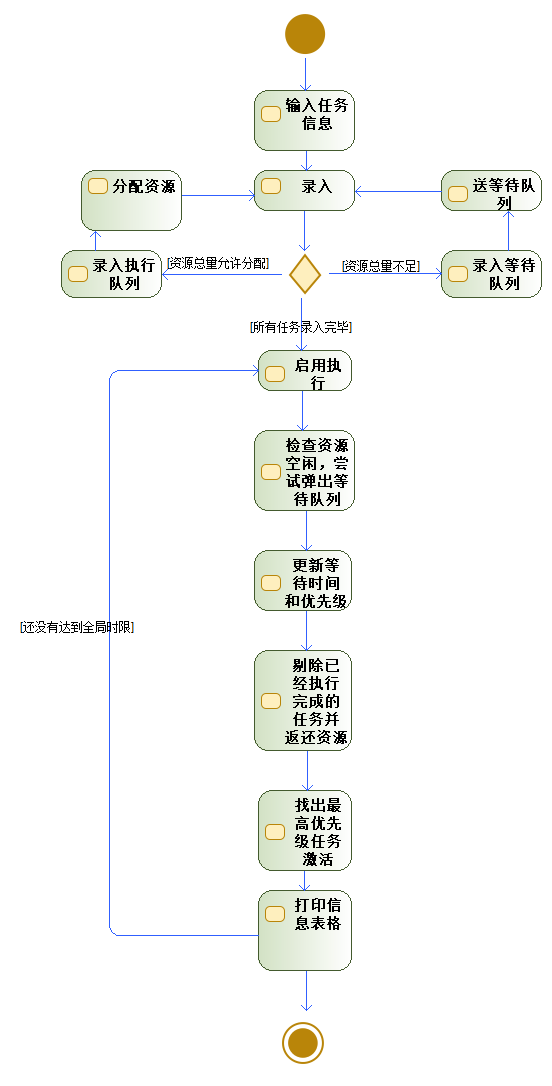 输入任务
信息
分配资源
录入
送等待队
列
录入执行
队列
[资源总量允许分配]
[资源总量不足]
录入等待
队列
[所有任务录入完毕]
启用执
行
检查资源
空闲，尝
试弹出等
待队列
更新等
待时间
和优先级
[还没有达到全局时限]
剔除已
经执行
完成的
任务并
返还资源
找出最
高优先
级任务
激活
打印信
息表格